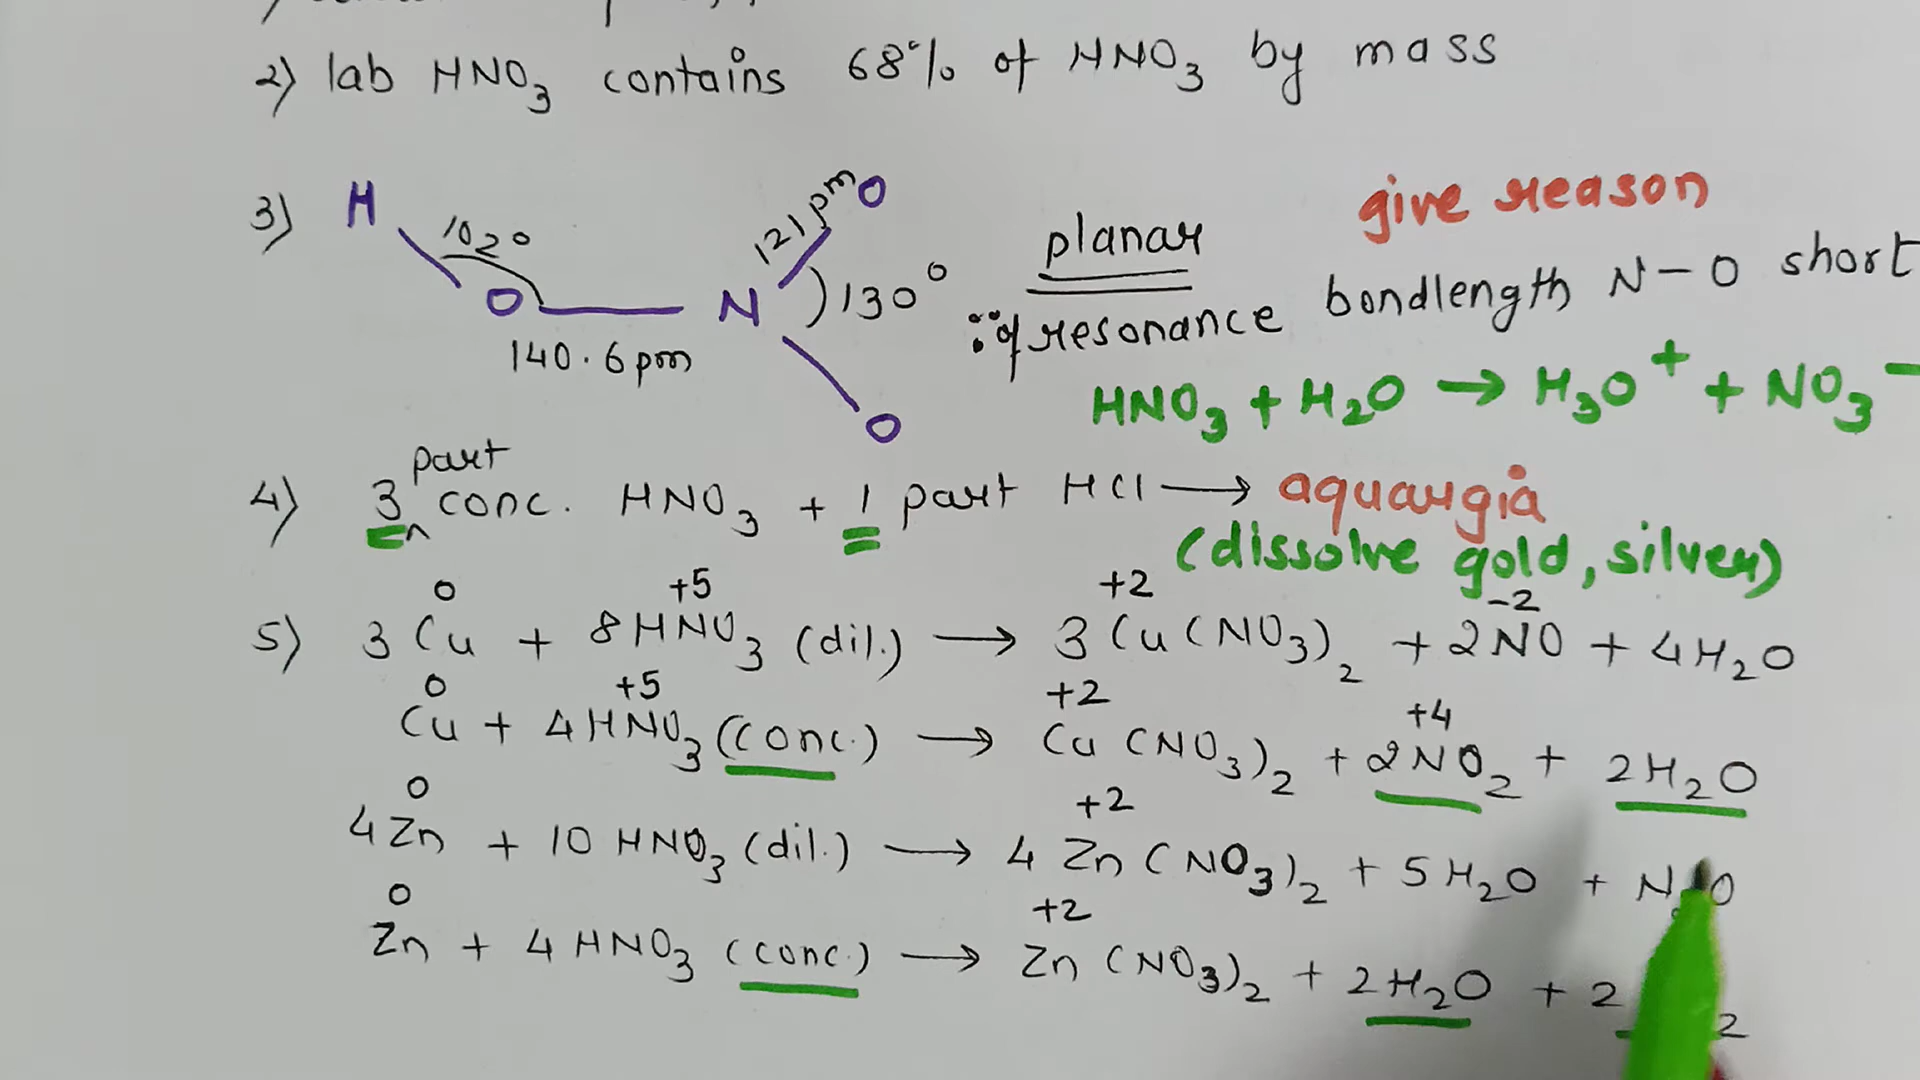 2) lab HNO3 contains 68% of HNO3 by mass
3) H 102° O 140.6pm N 121pm O 130° O
planar
∵ of resonance
give reason
bondlength N-O short
HNO3 + H2O → H3O+ + NO3-
4) 3 part conc. HNO3 + 1 part HCl → aquargia
(dissolve gold, silver)
0 +5 +2 -2
5) 3Cu + 8HNO3 (dil.) → 3Cu(NO3)2 + 2NO + 4H2O
0 +5 +2 +4
Cu + 4HNO3 (conc.) → Cu(NO3)2 + 2NO2 + 2H2O
0 +2
4Zn + 10HNO3 (dil.) → 4Zn(NO3)2 + 5H2O +
0 +2
Zn + 4HNO3 (conc.) → Zn(NO3)2 + 2H2O + 2